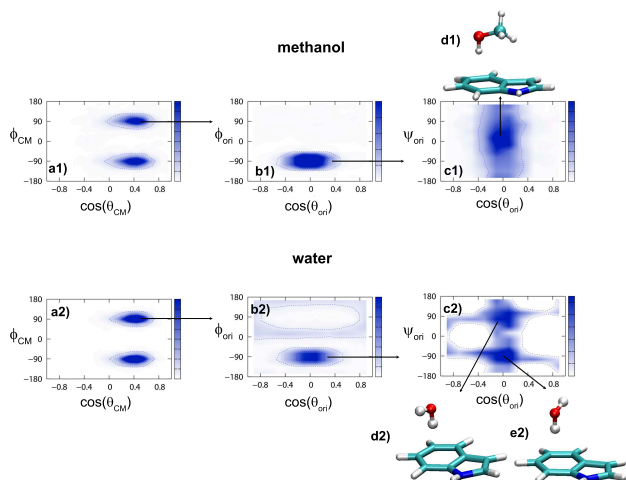 methanol
d1)
180
90
0
-90
-180
ϕCM
a1)
-0.8 -0.4 0 0.4 0.8
cos(θCM)
180
90
0
-90
-180
ϕori
b1)
-0.8 -0.4 0 0.4 0.8
cos(θori)
180
90
0
-90
-180
ψori
c1)
-0.8 -0.4 0 0.4 0.8
cos(θori)
water
180
90
0
-90
-180
ϕCM
a2)
-0.8 -0.4 0 0.4 0.8
cos(θCM)
180
90
0
-90
-180
ϕori
b2)
-0.8 -0.4 0 0.4 0.8
cos(θori)
180
90
0
-90
-180
ψori
c2)
-0.8 -0.4 0 0.4 0.8
cos(θori)
d2)
e2)